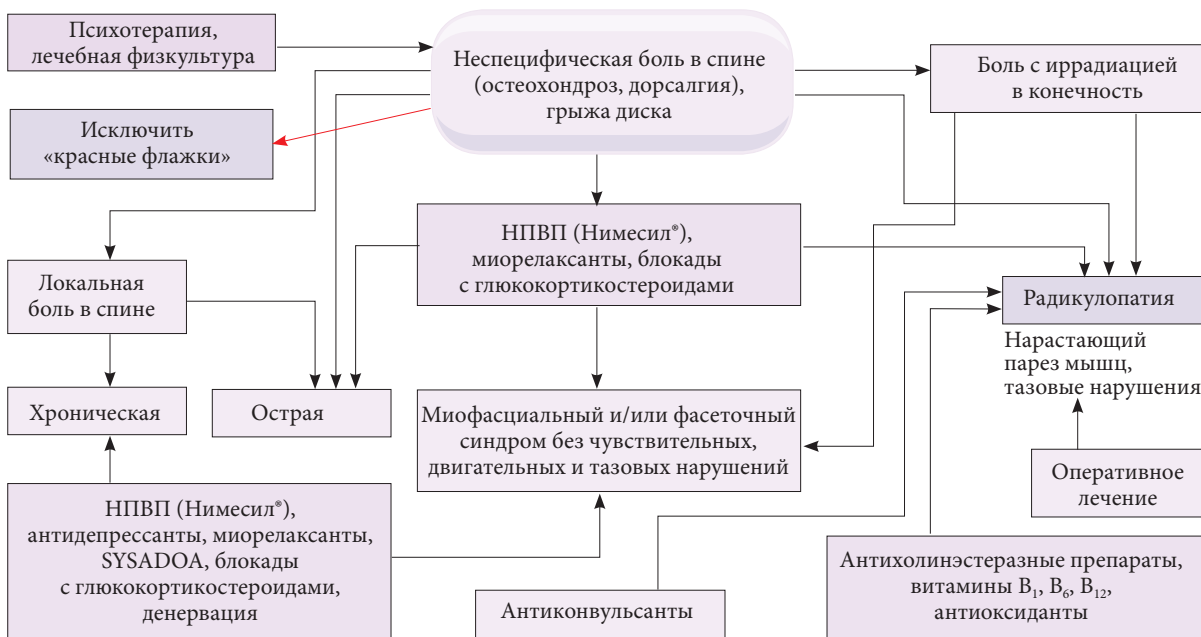 Психотерапия,
лечебная физкультура
Неспецифическая боль в спине
(остеохондроз, дорсалгия),
грыжа диска
Боль с иррадиацией
в конечность
Исключить
«красные флажки»
НПВП (Нимесил®),
миорелаксанты, блокады
с глюкокортикостероидами
Локальная
боль в спине
Радикулопатия
Нарастающий
парез мышц,
тазовые нарушения
Хроническая
Острая
Миофасциальный и/или фасеточный
синдром без чувствительных,
двигательных и тазовых нарушений
Оперативное
лечение
НПВП (Нимесил®),
антидепрессанты, миорелаксанты,
SYSADOA, блокады
с глюкокортикостероидами,
денервация
Антиконвульсанты
Антихолинэстеразные препараты,
витамины B₁, B₆, B₁₂,
антиоксиданты